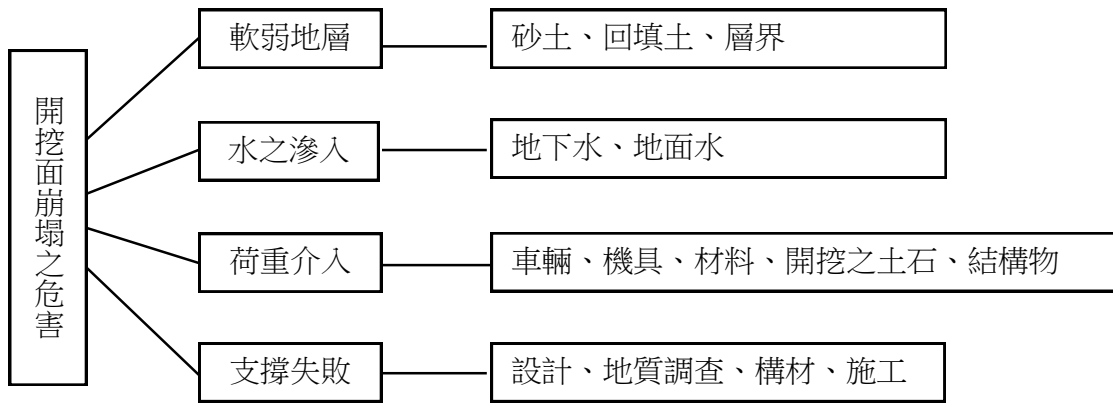 開挖面崩塌之危害
軟弱地層
砂土、回填土、層界
水之滲入
地下水、地面水
荷重介入
車輛、機具、材料、開挖之土石、結構物
支撐失敗
設計、地質調查、構材、施工